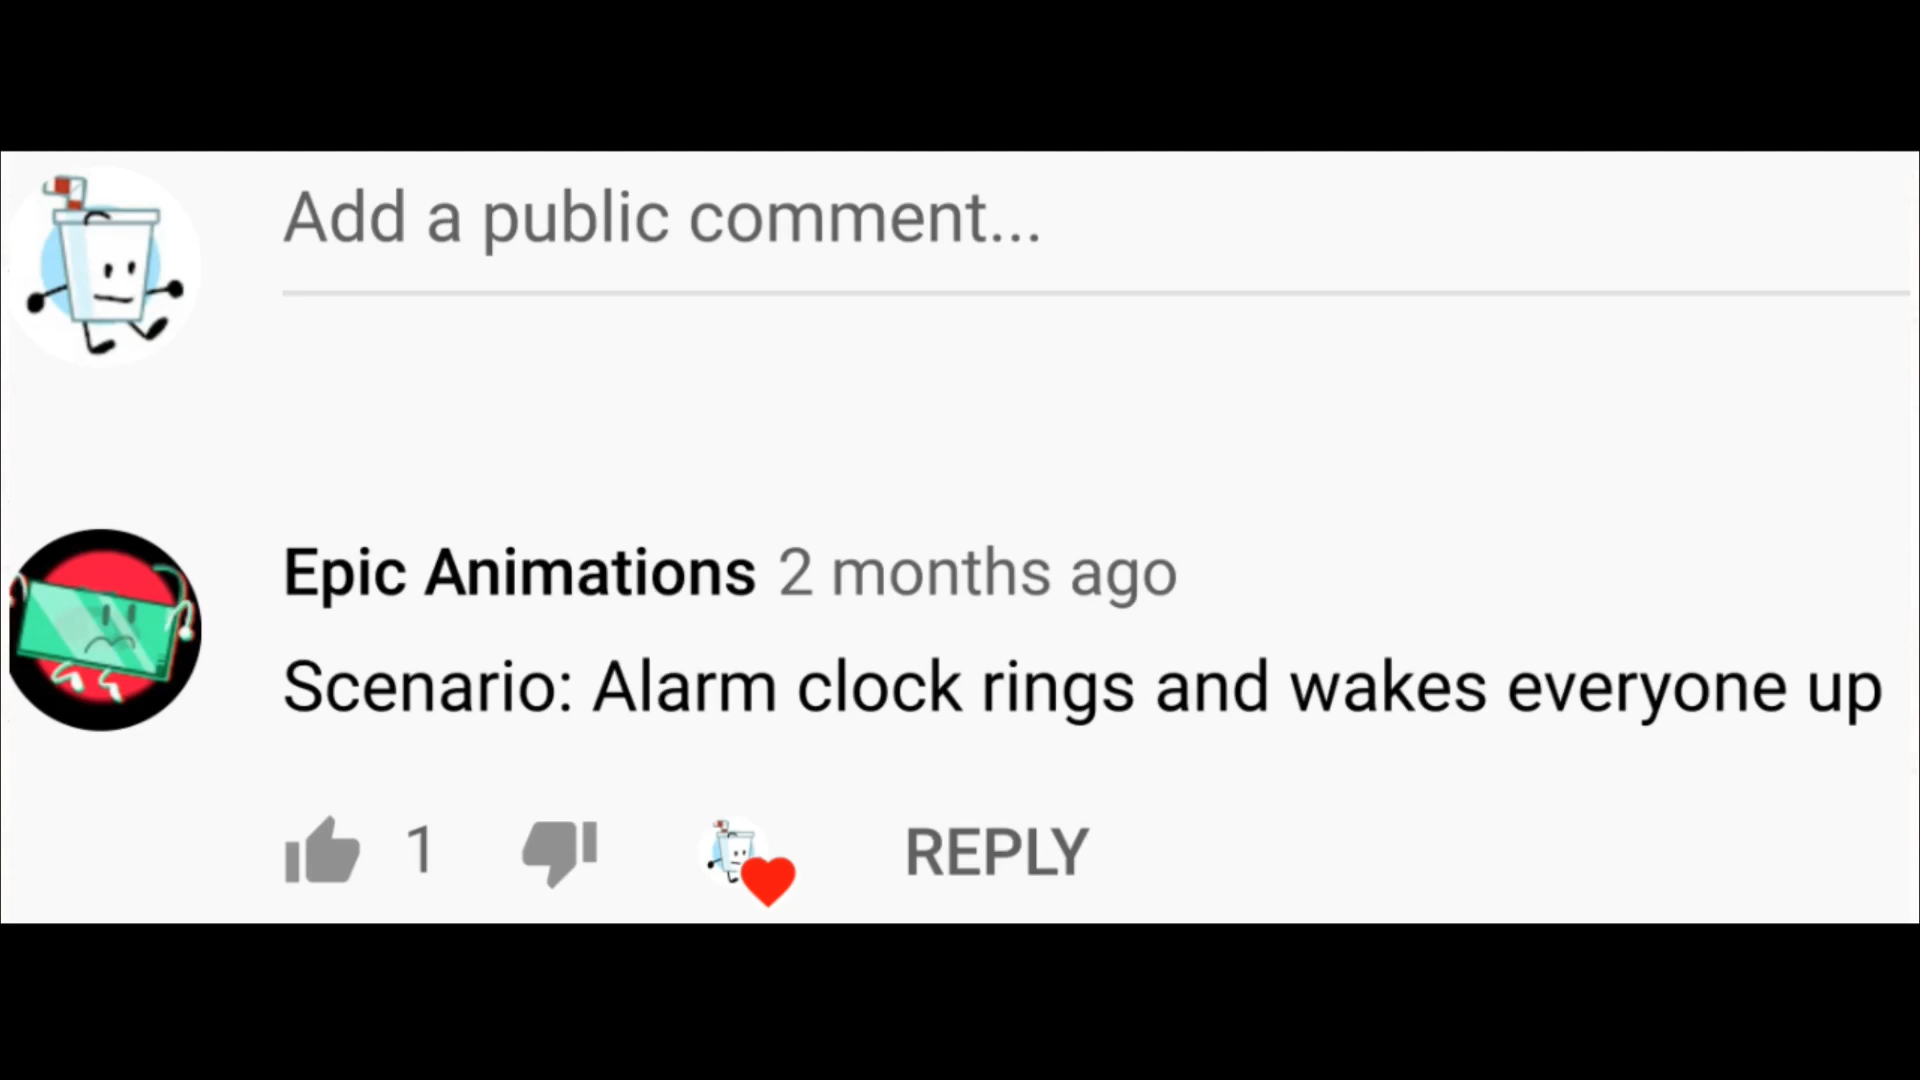 Add a public comment...
Epic Animations 2 months ago
Scenario: Alarm clock rings and wakes everyone up
1 REPLY